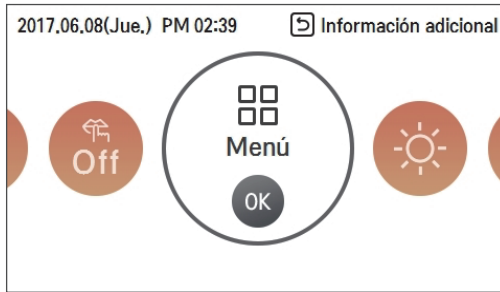 2017.06.08(Jue.) PM 02:39
Información adicional
Off
Menú
OK